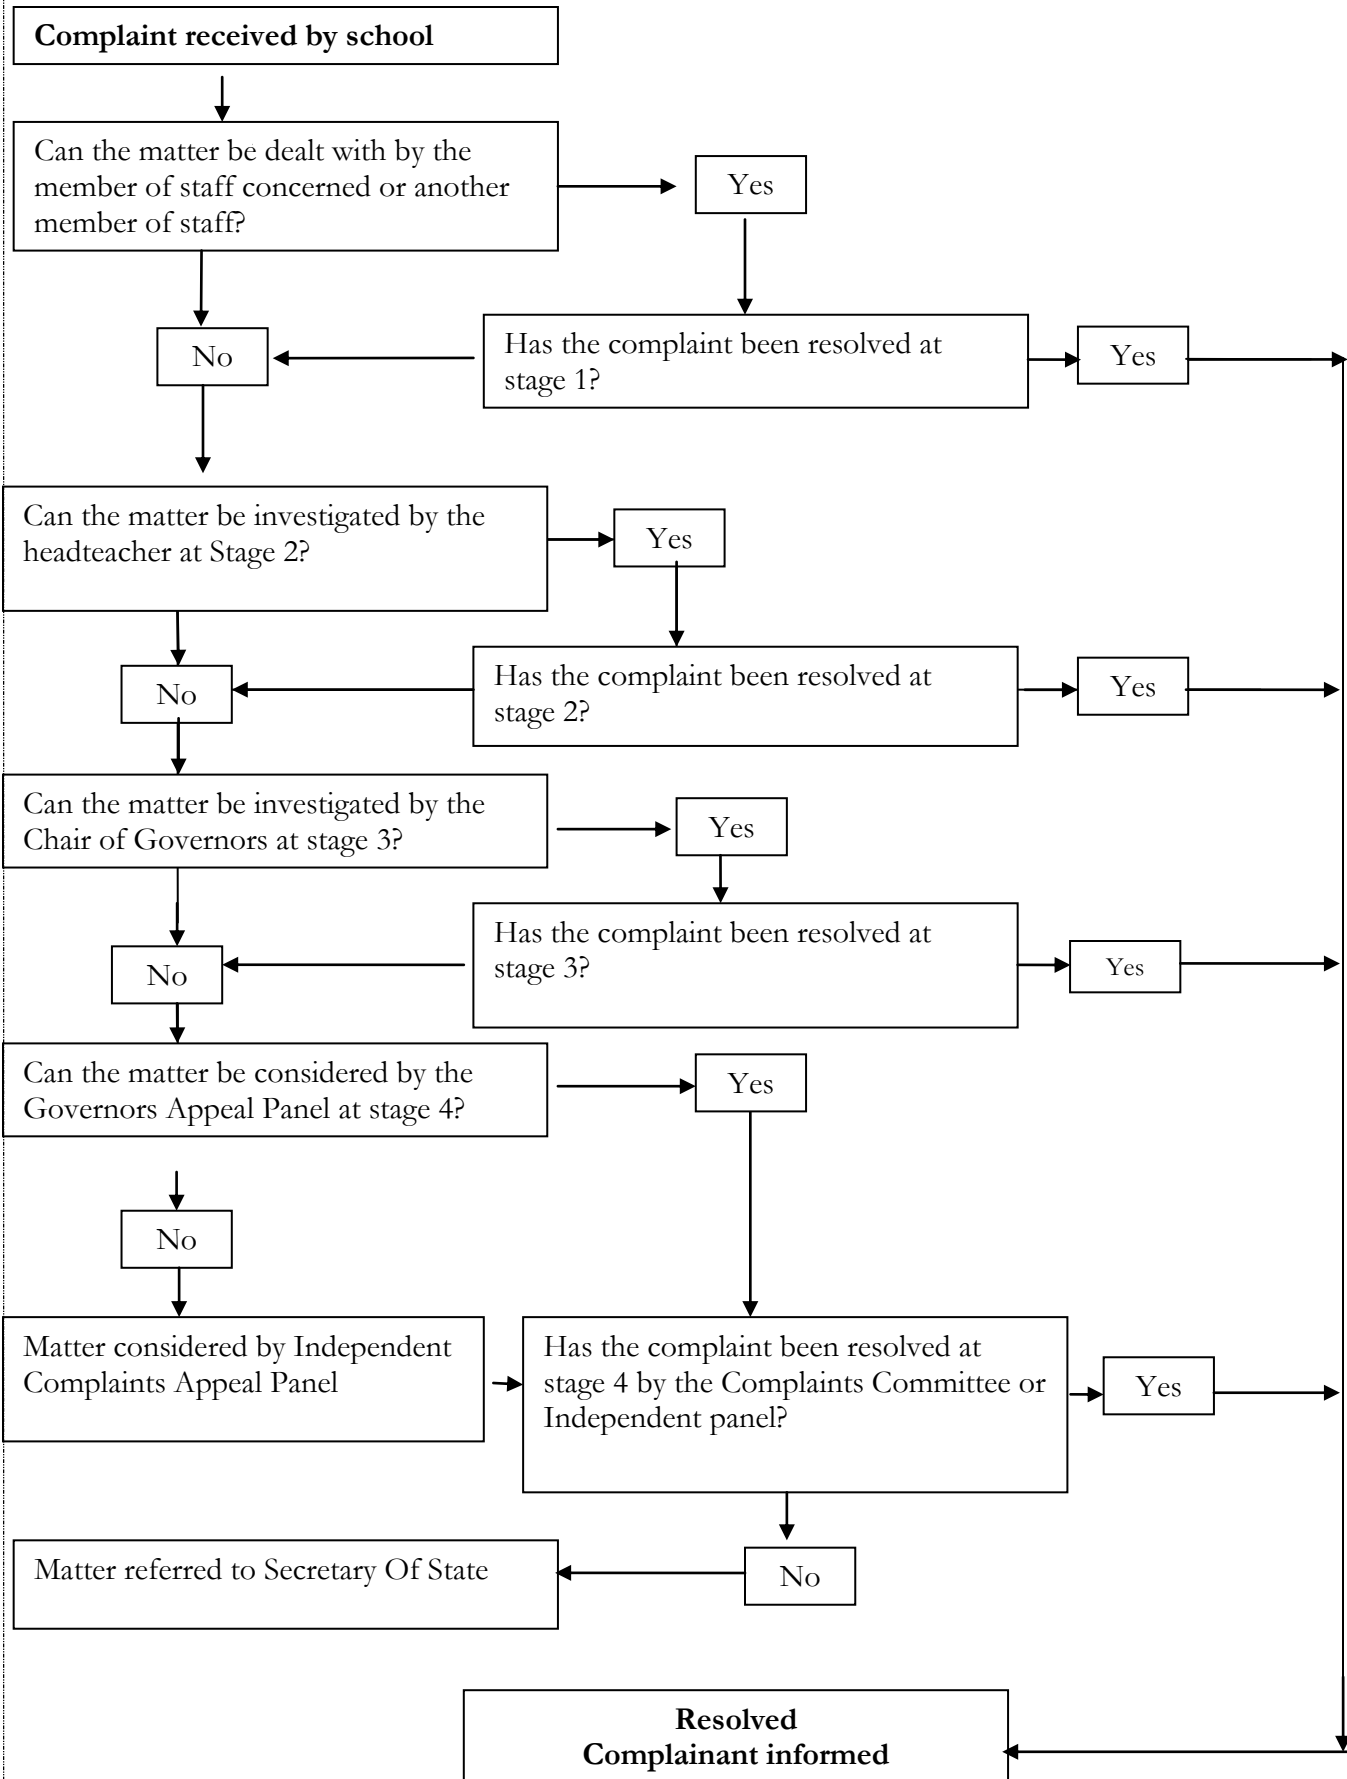 Complaint received by school
Can the matter be dealt with by the
member of staff concerned or another
member of staff?
Yes
No
Has the complaint been resolved at
stage 1?
Yes
Can the matter be investigated by the
headteacher at Stage 2?
Yes
No
Has the complaint been resolved at
stage 2?
Yes
Can the matter be investigated by the
Chair of Governors at stage 3?
Yes
No
Has the complaint been resolved at
stage 3?
Yes
Can the matter be considered by the
Governors Appeal Panel at stage 4?
Yes
No
Matter considered by Independent
Complaints Appeal Panel
Has the complaint been resolved at
stage 4 by the Complaints Committee or
Independent panel?
Yes
Matter referred to Secretary Of State
No
Resolved
Complainant informed